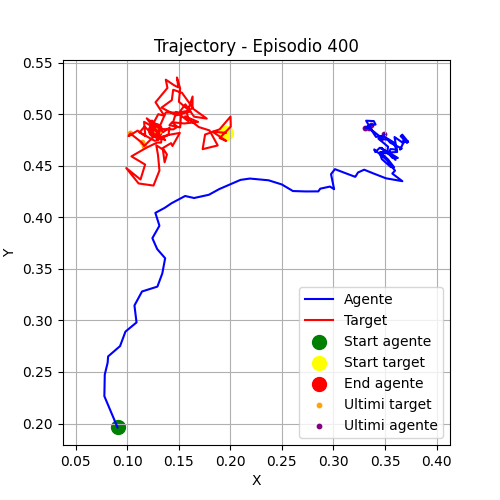 Trajectory - Episodio 400
0.55
0.50
0.45
0.40
0.35
0.30
0.25
0.20
Y
0.05 0.10 0.15 0.20 0.25 0.30 0.35 0.40
X
Agente
Target
Start agente
Start target
End agente
Ultimi target
Ultimi agente